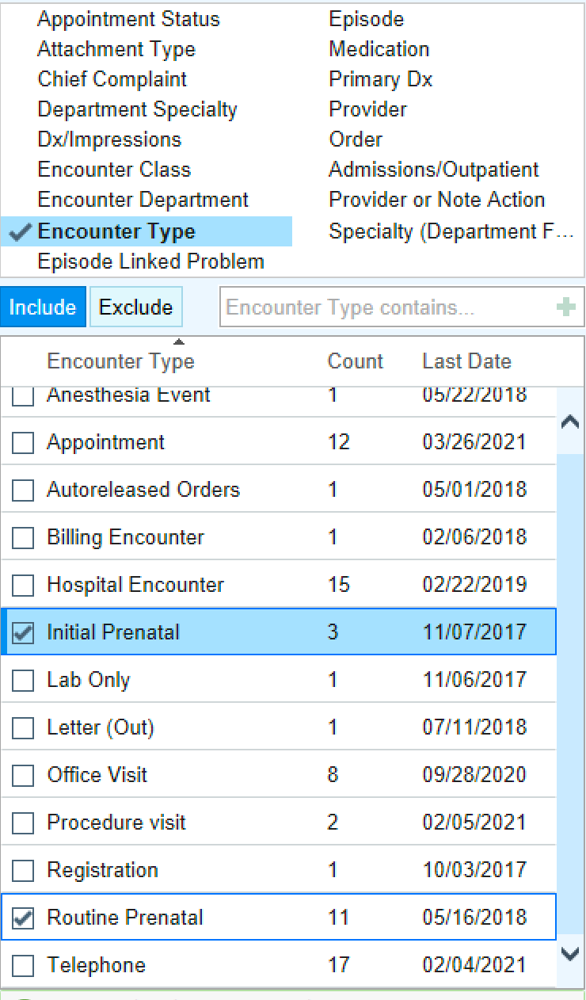 Appointment Status Episode
Attachment Type Medication
Chief Complaint Primary Dx
Department Specialty Provider
Dx/Impressions Order
Encounter Class Admissions/Outpatient
Encounter Department Provider or Note Action
Encounter Type Specialty (Department F...
Episode Linked Problem
Include Exclude Encounter Type contains...
Encounter Type Count Last Date
Anesthesia Event 1 05/22/2018
Appointment 12 03/26/2021
Autoreleased Orders 1 05/01/2018
Billing Encounter 1 02/06/2018
Hospital Encounter 15 02/22/2019
Initial Prenatal 3 11/07/2017
Lab Only 1 11/06/2017
Letter (Out) 1 07/11/2018
Office Visit 8 09/28/2020
Procedure visit 2 02/05/2021
Registration 1 10/03/2017
Routine Prenatal 11 05/16/2018
Telephone 17 02/04/2021